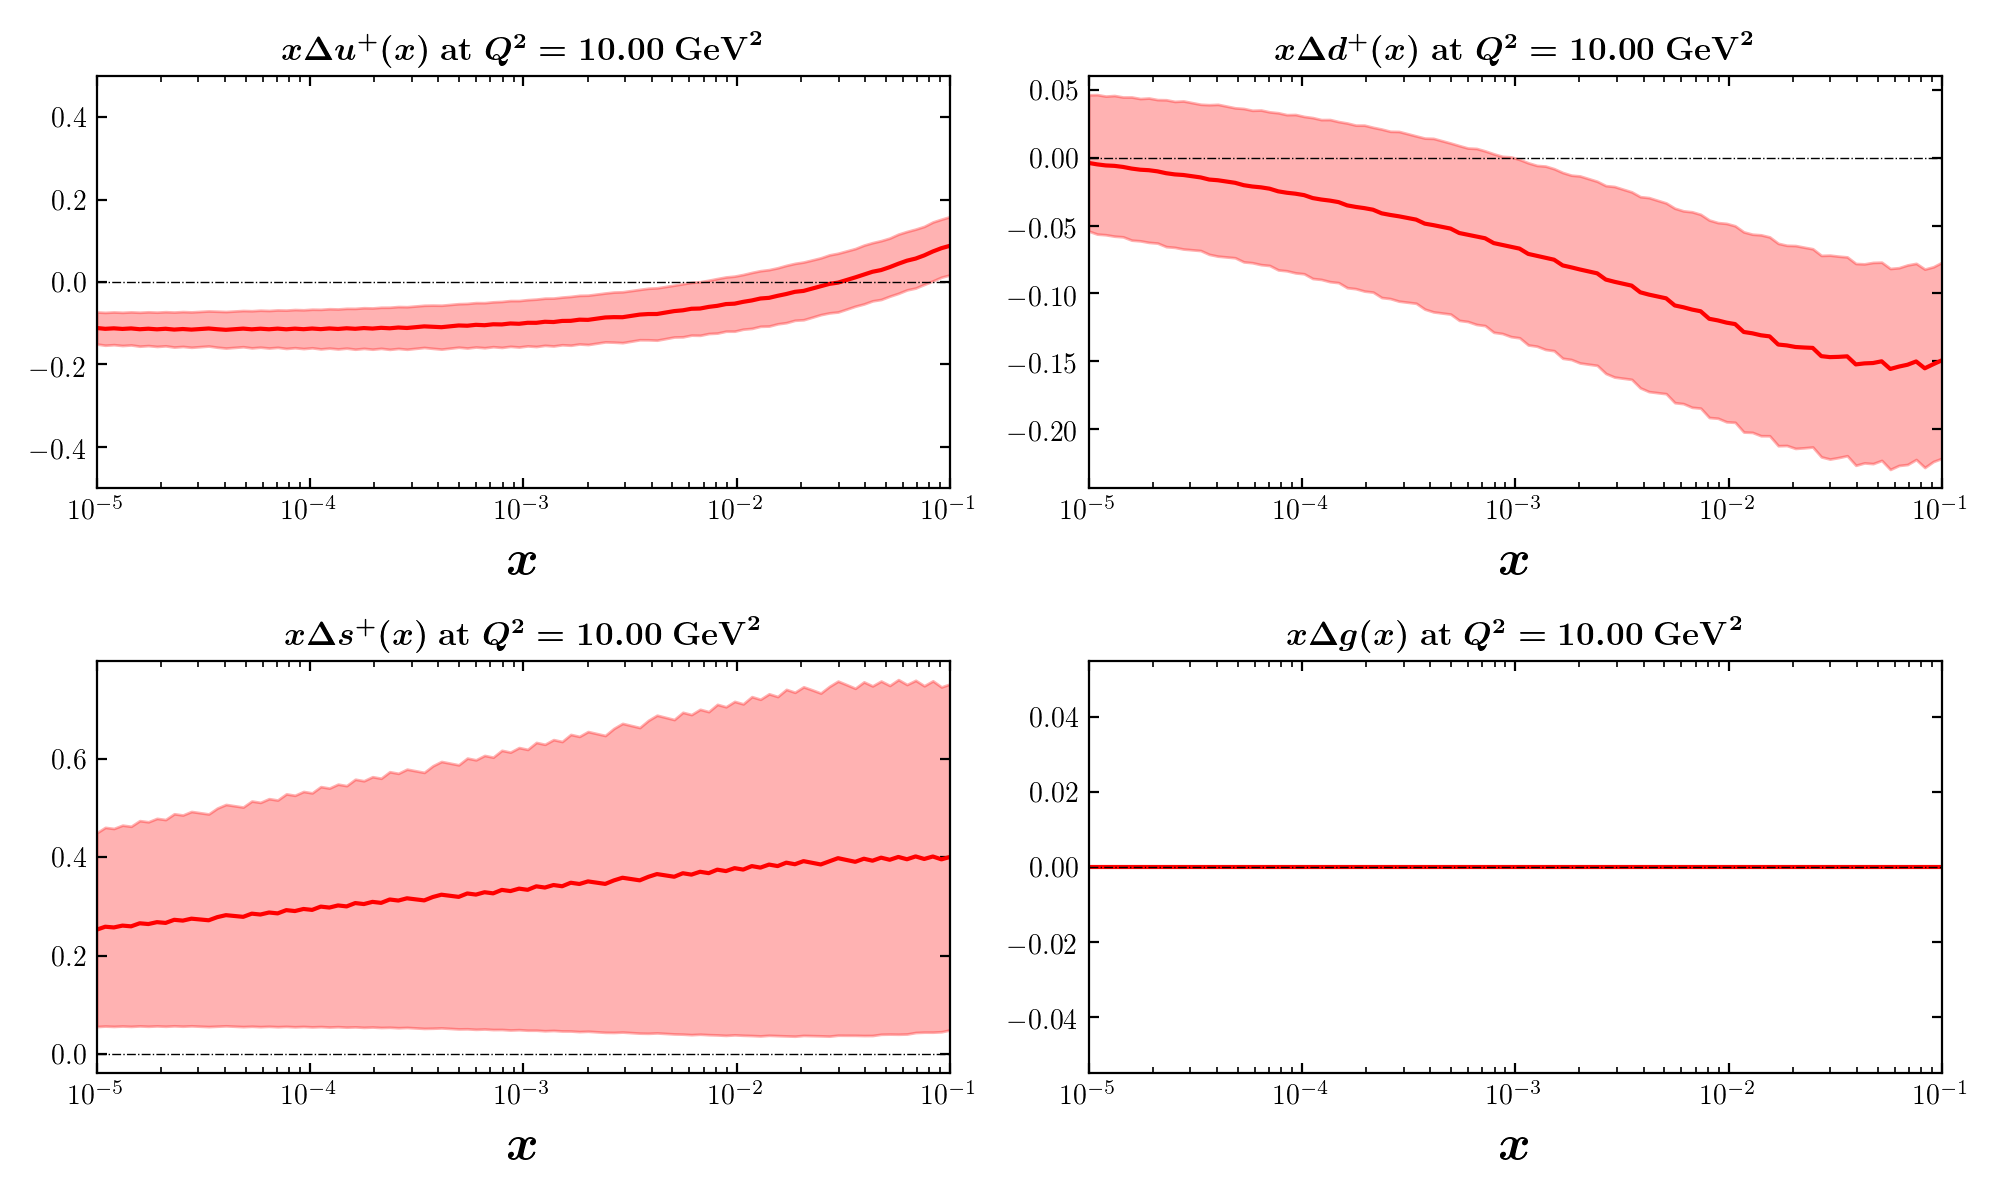 xΔu⁺(x) at Q² = 10.00 GeV²
0.4
0.2
0.0
−0.2
−0.4
10⁻⁵ 10⁻⁴ 10⁻³ 10⁻² 10⁻¹
x
xΔd⁺(x) at Q² = 10.00 GeV²
0.05
0.00
−0.05
−0.10
−0.15
−0.20
10⁻⁵ 10⁻⁴ 10⁻³ 10⁻² 10⁻¹
x
xΔs⁺(x) at Q² = 10.00 GeV²
0.6
0.4
0.2
0.0
10⁻⁵ 10⁻⁴ 10⁻³ 10⁻² 10⁻¹
x
xΔg(x) at Q² = 10.00 GeV²
0.04
0.02
0.00
−0.02
−0.04
10⁻⁵ 10⁻⁴ 10⁻³ 10⁻² 10⁻¹
x